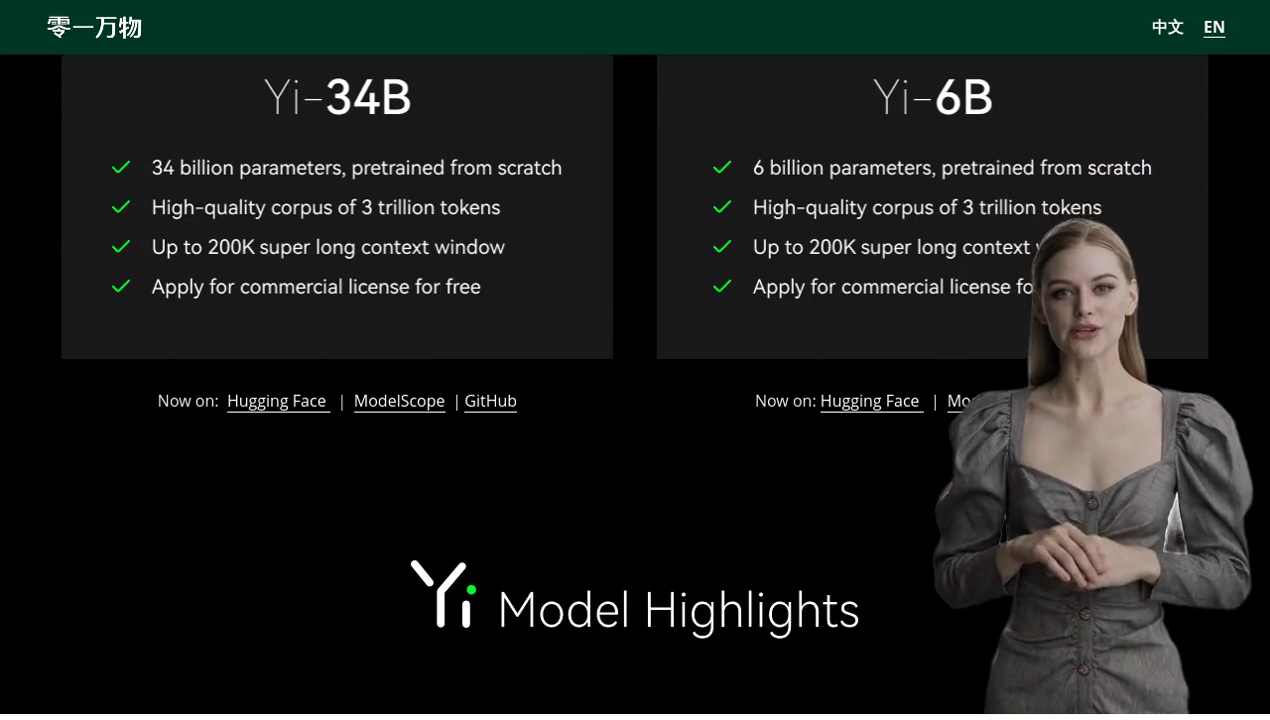 零一万物
中文 EN
Yi-34B
34 billion parameters, pretrained from scratch
High-quality corpus of 3 trillion tokens
Up to 200K super long context window
Apply for commercial license for free
Now on: Hugging Face | ModelScope | GitHub
Yi-6B
6 billion parameters, pretrained from scratch
High-quality corpus of 3 trillion tokens
Up to 200K super long context
Apply for commercial license
Now on: Hugging Face |
Yi Model Highlights